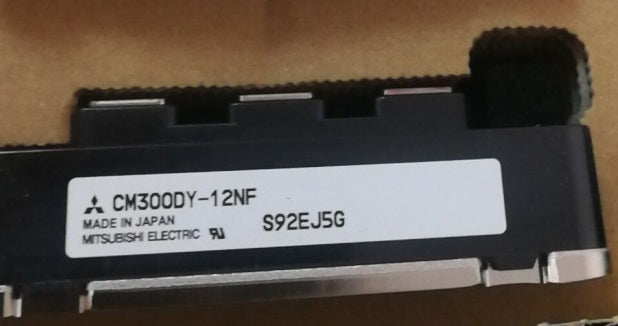 CM300DY-12NF
MADE IN JAPAN
MITSUBISHI ELECTRIC
S92EJ5G